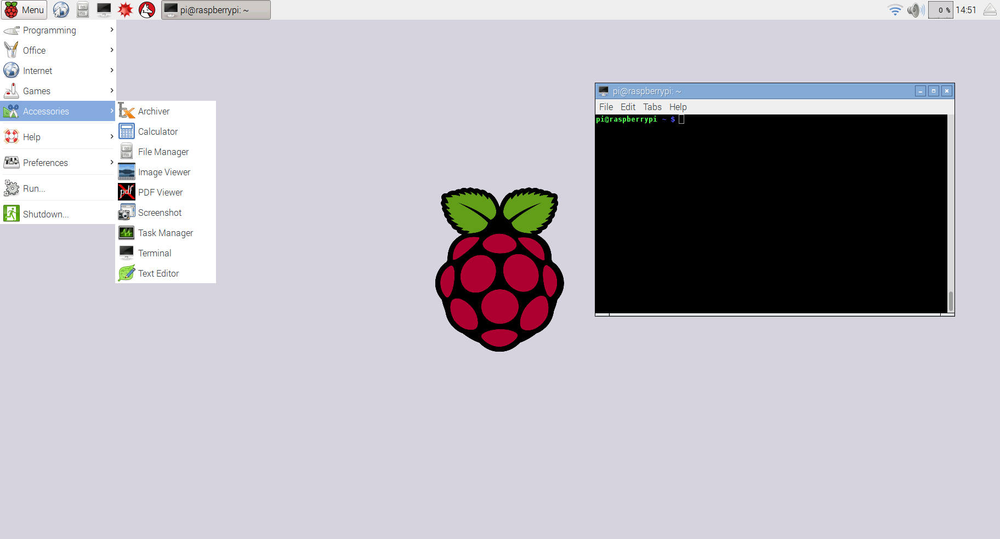 Menu
pi@raspberrypi: ~
0 %
14:51
Programming
Office
Internet
Games
Accessories
Help
Preferences
Run...
Shutdown...
Archiver
Calculator
File Manager
Image Viewer
pdf
PDF Viewer
Screenshot
Task Manager
Terminal
Text Editor
pi@raspberrypi: ~
File Edit Tabs Help
pi@raspberrypi ~ $